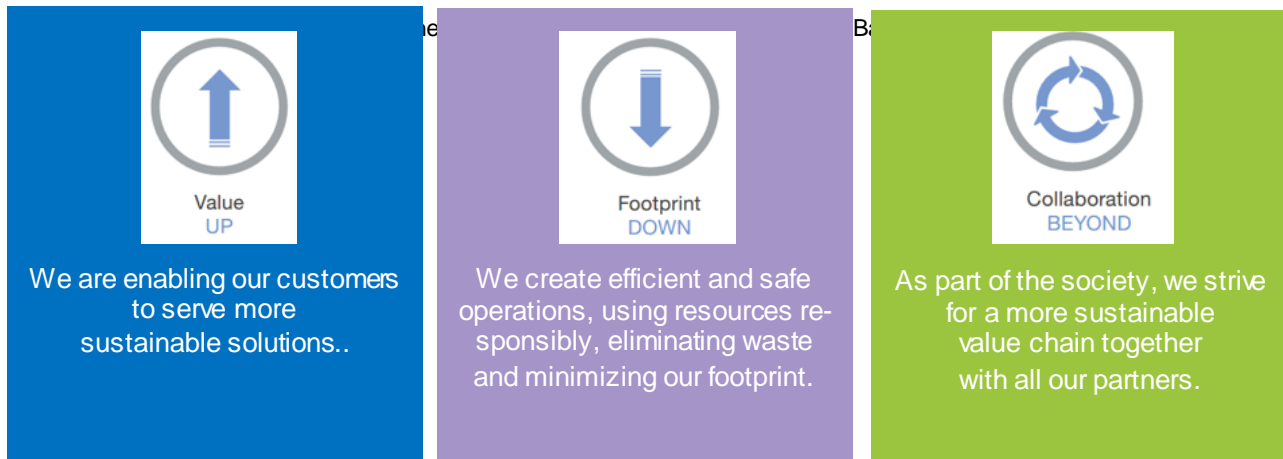 Value
UP
We are enabling our customers
to serve more
sustainable solutions..
Footprint
DOWN
We create efficient and safe
operations, using resources re-
sponsibly, eliminating waste
and minimizing our footprint.
Collaboration
BEYOND
As part of the society, we strive
for a more sustainable
value chain together
with all our partners.